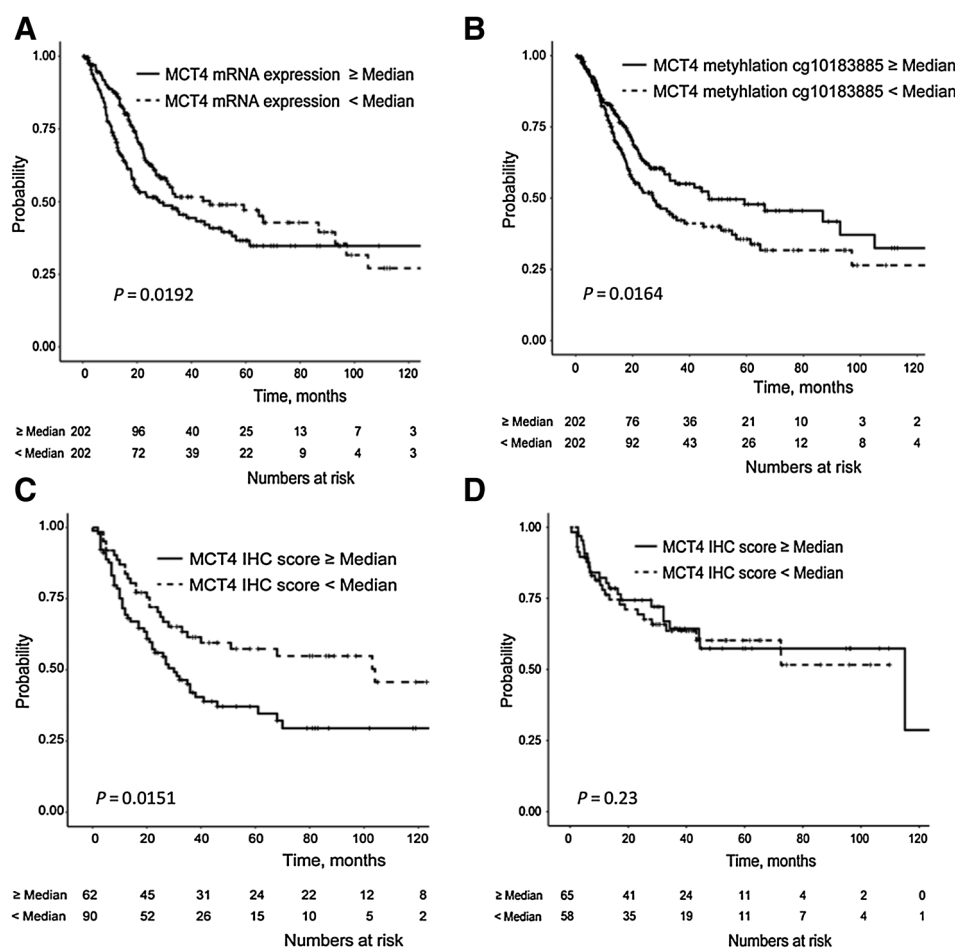 A
1.00
0.75
0.50
0.25
0.00
Probability
MCT4 mRNA expression ≥ Median
MCT4 mRNA expression < Median
P = 0.0192
0 20 40 60 80 100 120
Time, months
≥ Median 202 96 40 25 13 7 3
< Median 202 72 39 22 9 4 3
Numbers at risk
B
1.00
0.75
0.50
0.25
0.00
Probability
MCT4 metyhlation cg10183885 ≥ Median
MCT4 metyhlation cg10183885 < Median
P = 0.0164
0 20 40 60 80 100 120
Time, months
≥ Median 202 76 36 21 10 3 2
< Median 202 92 43 26 12 8 4
Numbers at risk
C
1.00
0.75
0.50
0.25
0.00
Probability
MCT4 IHC score ≥ Median
MCT4 IHC score < Median
P = 0.0151
0 20 40 60 80 100 120
Time, months
≥ Median 62 45 31 24 22 12 8
< Median 90 52 26 15 10 5 2
Numbers at risk
D
1.00
0.75
0.50
0.25
0.00
Probability
MCT4 IHC score ≥ Median
MCT4 IHC score < Median
P = 0.23
0 20 40 60 80 100 120
Time, months
≥ Median 65 41 24 11 4 2 0
< Median 58 35 19 11 7 4 1
Numbers at risk